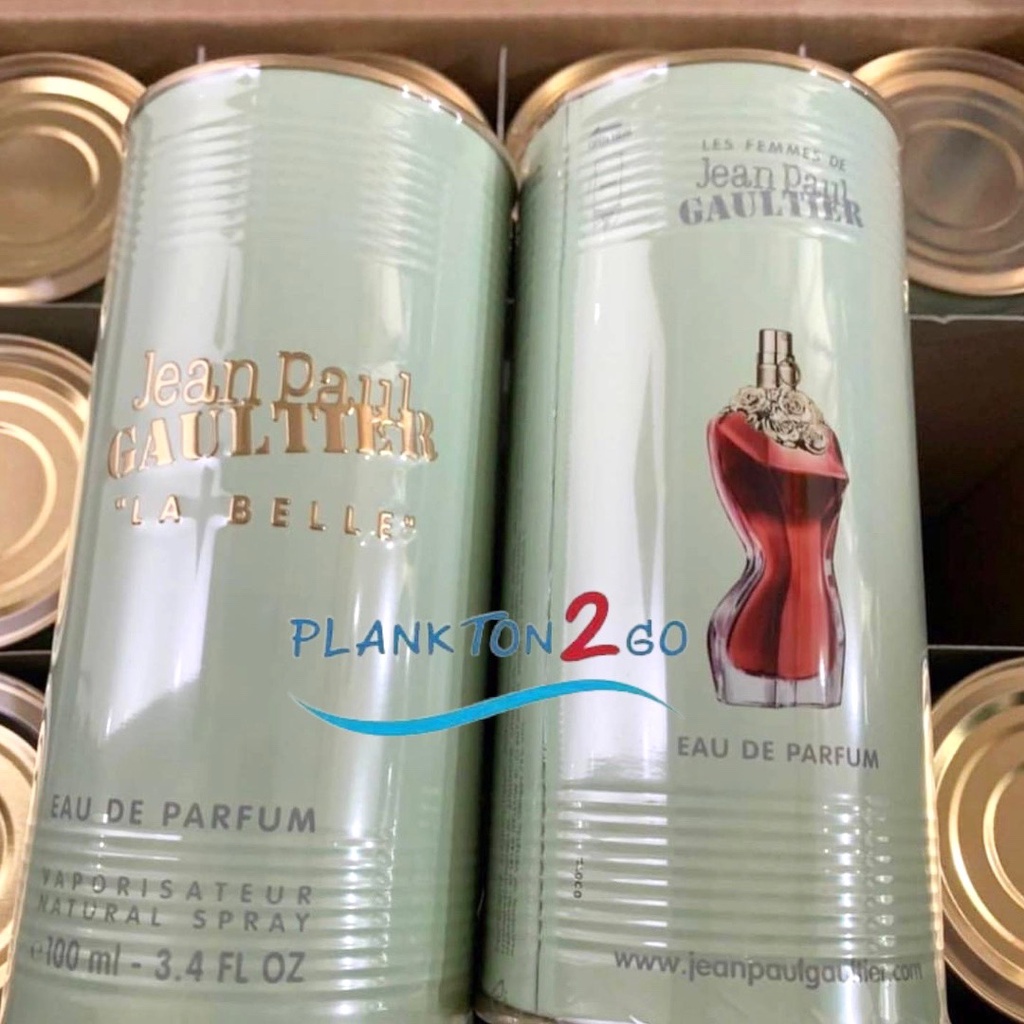 Jean Paul
GAULTIER
"LA BELLE"
EAU DE PARFUM
VAPORISATEUR
NATURAL SPRAY
e100 ml - 3.4 FL OZ
LES FEMMES DE
Jean Paul
GAULTIER
EAU DE PARFUM
www.jeanpaulgaultier.com
PLANKTON2GO